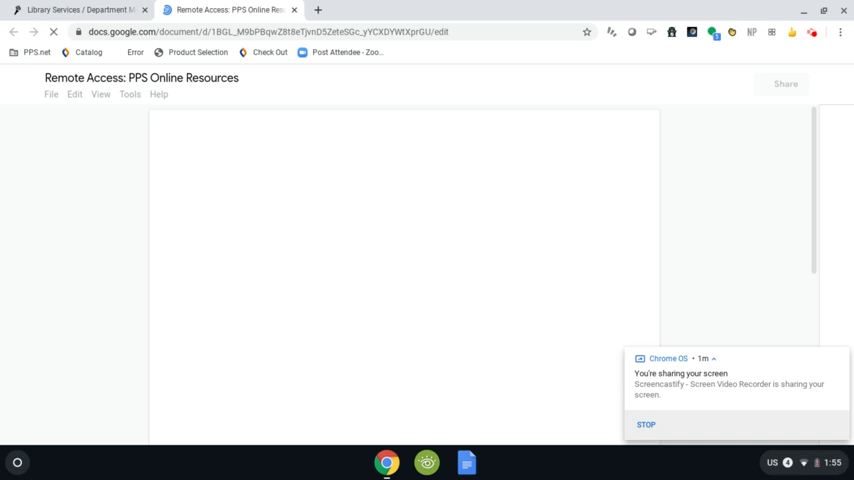 Library Services / Department M
Remote Access: PPS Online Res
docs.google.com/document/d/1BGL_M9bPBqwZ8t8eTjvnD5ZeteSGc_yYCXDYWtXprGU/edit
PPS.net
Catalog
Error
Product Selection
Check Out
Post Attendee - Zoo...
Remote Access: PPS Online Resources
Share
File Edit View Tools Help
Chrome OS • 1m
You're sharing your screen
Screencastify - Screen Video Recorder is sharing your
screen.
STOP
US 4 1:55